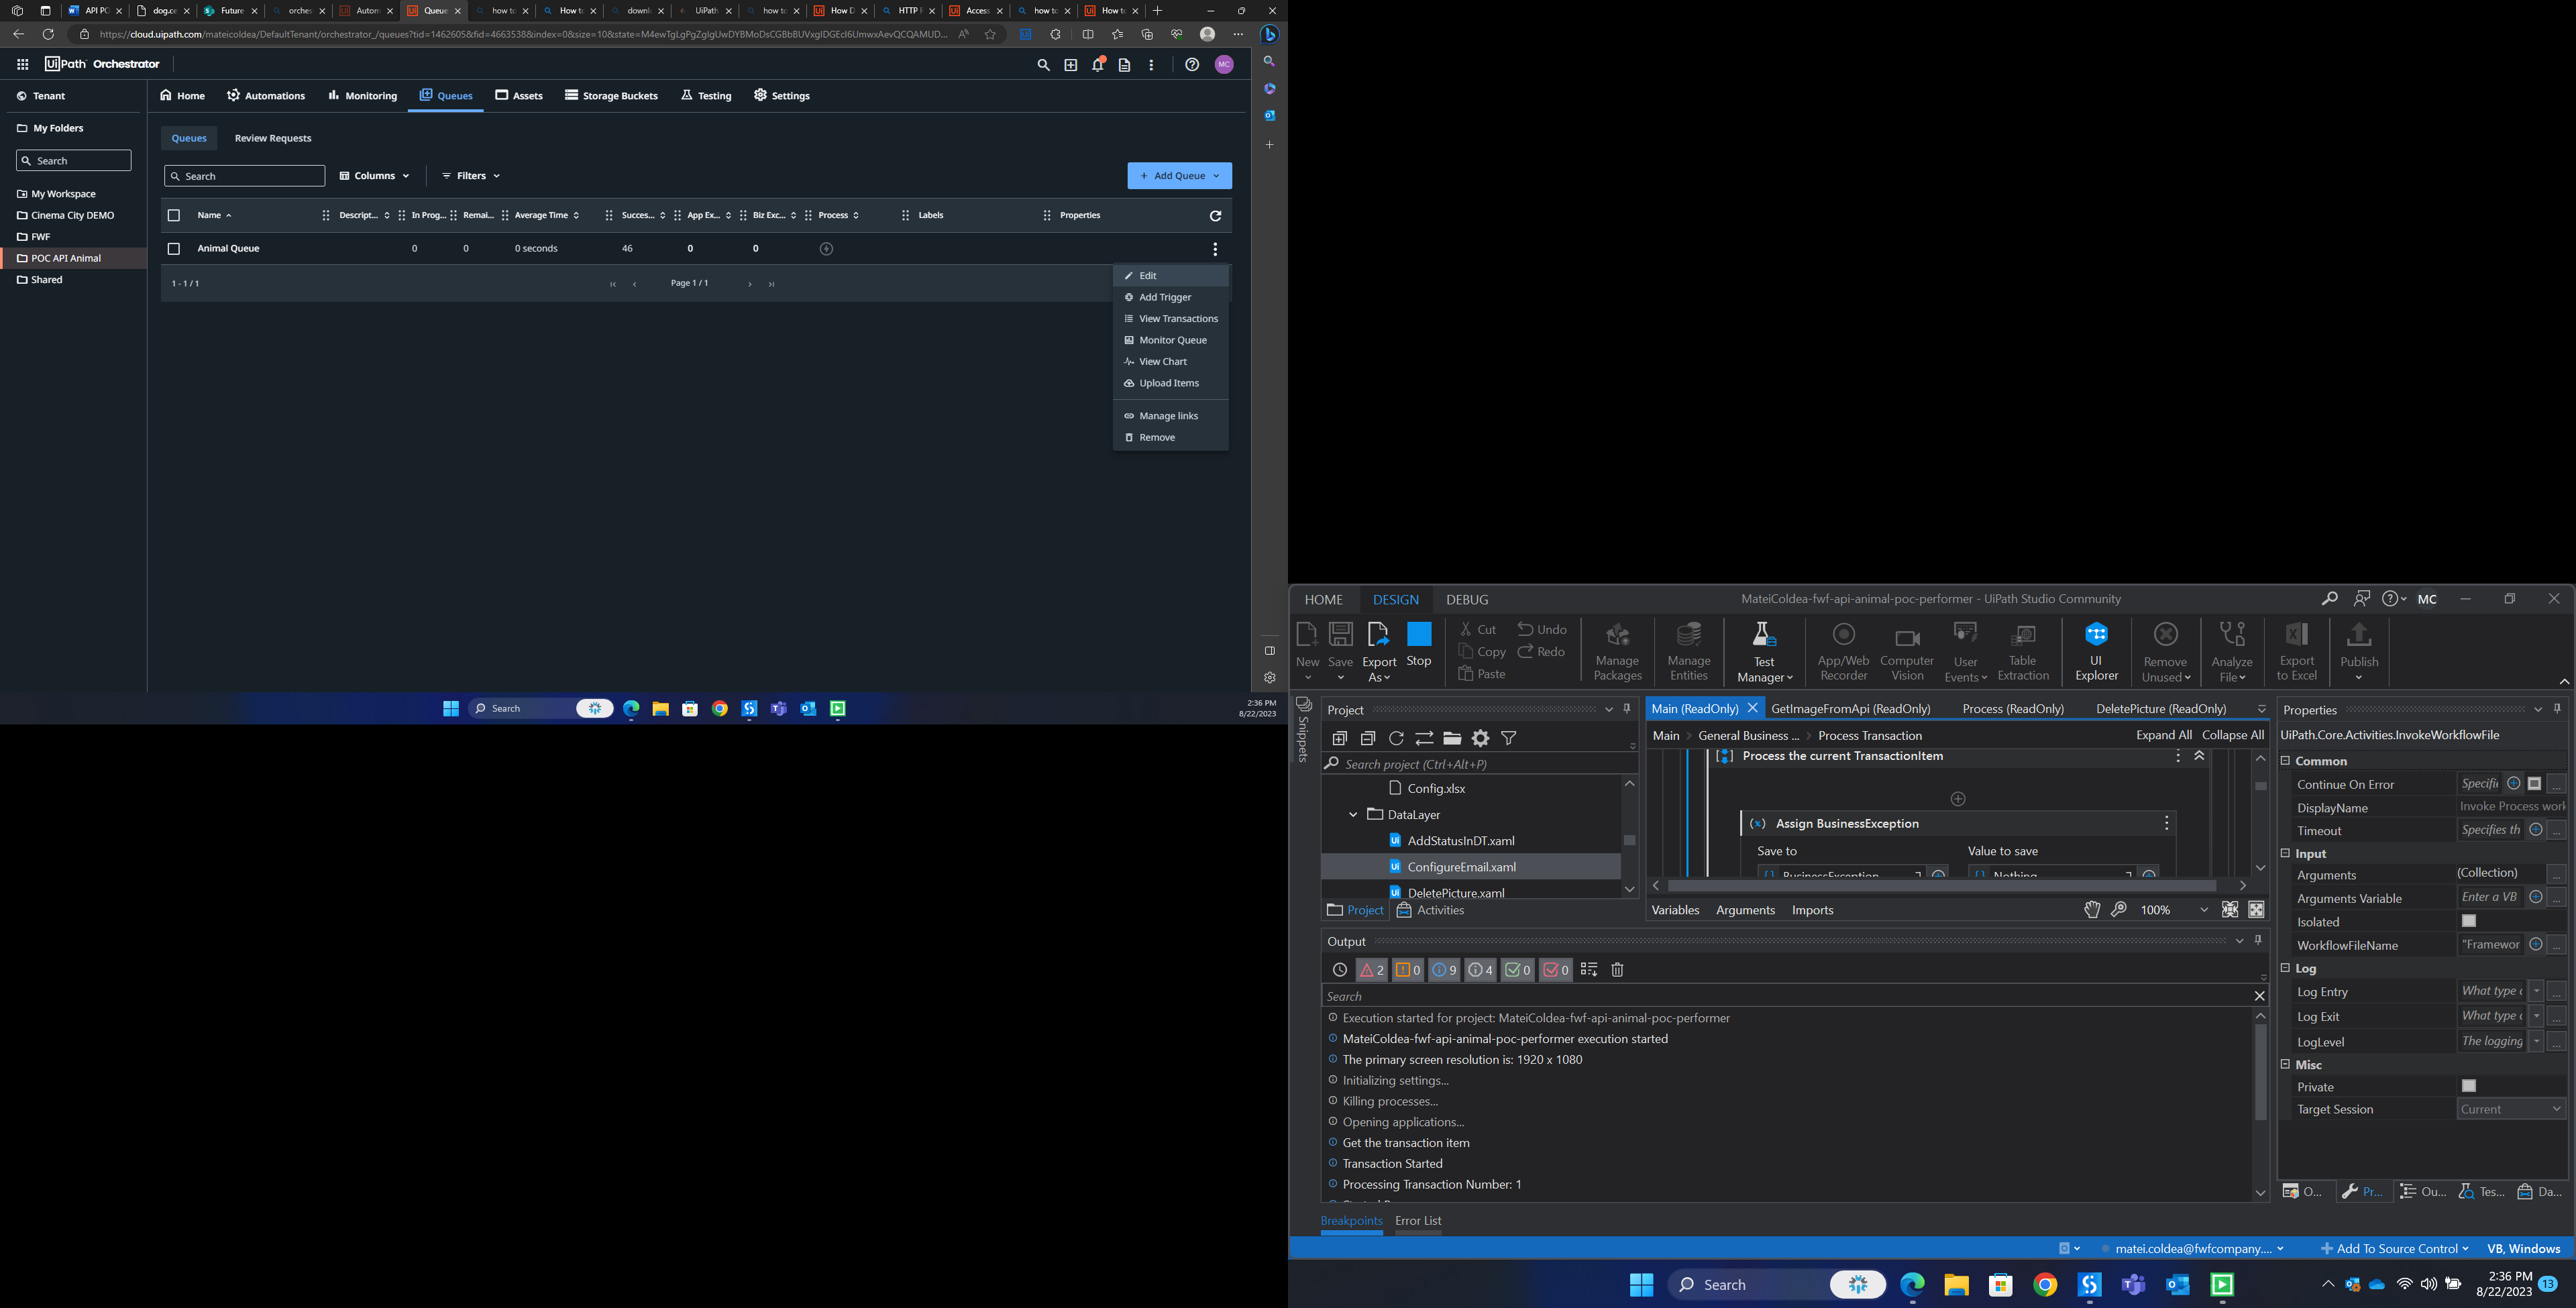 API PO
dog.ce
Future
orches
Autom
Queue
how to
How to
downl
UiPath
how to
How D
HTTP R
Access
how to
How to
https://cloud.uipath.com/mateicoldea/DefaultTenant/orchestrator_/queues?tid=1462605&fid=4663538&index=0&size=10&state=
UiPath Orchestrator
MC
Tenant
Home Automations Monitoring Queues Assets Storage Buckets Testing Settings
My Folders
Queues Review Requests
Search
Search Columns Filters + Add Queue
My Workspace
Cinema City DEMO
FWF
POC API Animal
Shared
Name Descript... In Prog... Remai... Average Time Succes... App Ex... Biz Exc... Process Labels Properties
Animal Queue 0 0 0 seconds 46 0 0
1 - 1 / 1 Page 1 / 1
Edit
Add Trigger
View Transactions
Monitor Queue
View Chart
Upload Items
Manage links
Remove
Search
2:36 PM
8/22/2023
HOME DESIGN DEBUG MateiColdea-fwf-api-animal-poc-performer - UiPath Studio Community MC
New Save Export As Stop
Cut Undo
Copy Redo
Paste
Manage Packages
Manage Entities
Test Manager
App/Web Recorder
Computer Vision
User Events
Table Extraction
UI Explorer
Remove Unused
Analyze File
Export to Excel
Publish
Snippets
Project
Search project (Ctrl+Alt+P)
Config.xlsx
DataLayer
AddStatusInDT.xaml
ConfigureEmail.xaml
DeletePicture.xaml
Project Activities
Main (ReadOnly) GetImageFromApi (ReadOnly) Process (ReadOnly) DeletePicture (ReadOnly)
Main General Business ... Process Transaction Expand All Collapse All
Process the current TransactionItem
Assign BusinessException
Save to Value to save
BusinessException Nothing
Variables Arguments Imports 100%
Output
2 0 9 4 0 0
Search
Execution started for project: MateiColdea-fwf-api-animal-poc-performer
MateiColdea-fwf-api-animal-poc-performer execution started
The primary screen resolution is: 1920 x 1080
Initializing settings...
Killing processes...
Opening applications...
Get the transaction item
Transaction Started
Processing Transaction Number: 1
Breakpoints Error List
Properties
UiPath.Core.Activities.InvokeWorkflowFile
Common
Continue On Error Specifi
DisplayName Invoke Process work
Timeout Specifies th
Input
Arguments (Collection)
Arguments Variable Enter a VB
Isolated
WorkflowFileName "Framewor
Log
Log Entry What type
Log Exit What type
LogLevel The logging
Misc
Private
Target Session Current
O... Pr... Ou... Tes... Da...
matei.coldea@fwfcompany.... Add To Source Control VB, Windows
Search
2:36 PM
8/22/2023 13